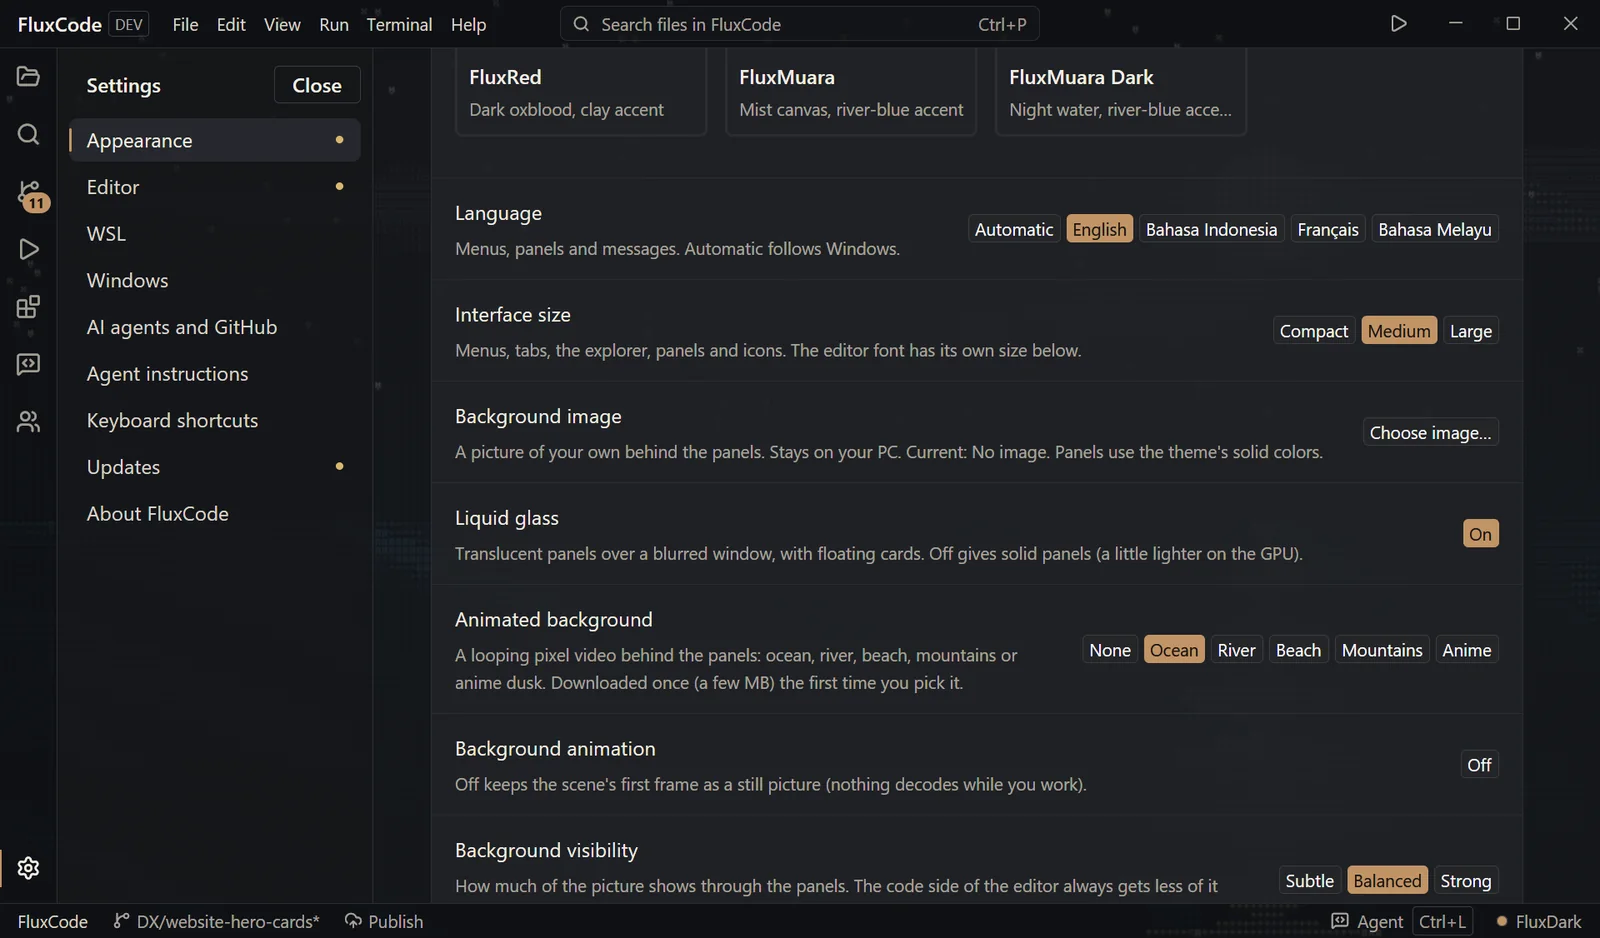 FluxCode DEV File Edit View Run Terminal Help Search files in FluxCode Ctrl+P
Settings Close
Appearance
Editor
WSL
Windows
AI agents and GitHub
Agent instructions
Keyboard shortcuts
Updates
About FluxCode
11
FluxRed
Dark oxblood, clay accent
FluxMuara
Mist canvas, river-blue accent
FluxMuara Dark
Night water, river-blue acce...
Language
Menus, panels and messages. Automatic follows Windows.
Automatic English Bahasa Indonesia Français Bahasa Melayu
Interface size
Menus, tabs, the explorer, panels and icons. The editor font has its own size below.
Compact Medium Large
Background image
A picture of your own behind the panels. Stays on your PC. Current: No image. Panels use the theme's solid colors.
Choose image...
Liquid glass
Translucent panels over a blurred window, with floating cards. Off gives solid panels (a little lighter on the GPU).
On
Animated background
A looping pixel video behind the panels: ocean, river, beach, mountains or
anime dusk. Downloaded once (a few MB) the first time you pick it.
None Ocean River Beach Mountains Anime
Background animation
Off keeps the scene's first frame as a still picture (nothing decodes while you work).
Off
Background visibility
How much of the picture shows through the panels. The code side of the editor always gets less of it
Subtle Balanced Strong
FluxCode DX/website-hero-cards* Publish Agent Ctrl+L FluxDark